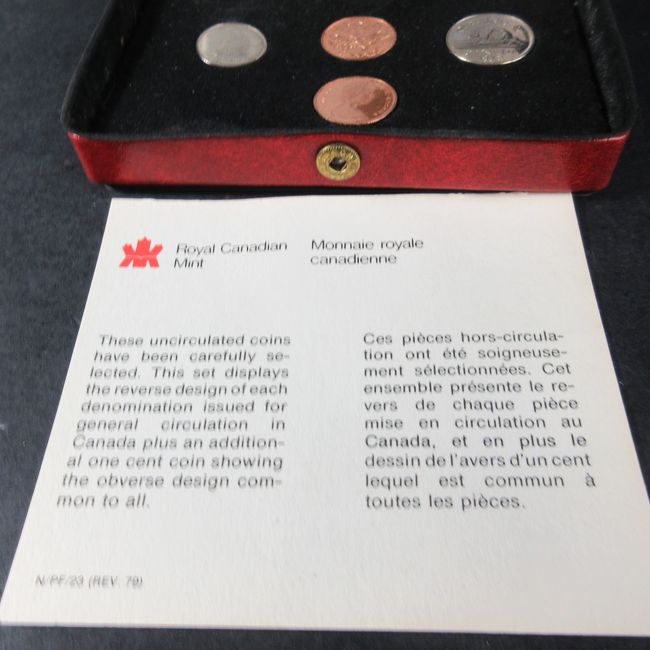 Royal Canadian
Mint
Monnaie royale
canadienne
These uncirculated coins
have been carefully se-
lected. This set displays
the reverse design of each
denomination issued for
general circulation in
Canada plus an addition-
al one cent coin showing
the obverse design com-
mon to all.
Ces pièces hors-circula-
tion ont été soigneuse-
ment sélectionnées. Cet
ensemble présente le re-
vers de chaque pièce
mise en circulation au
Canada, et en plus le
dessin de l'avers d'un cent
lequel est commun à
toutes les pièces.
N/PF/23 (REV. 79)